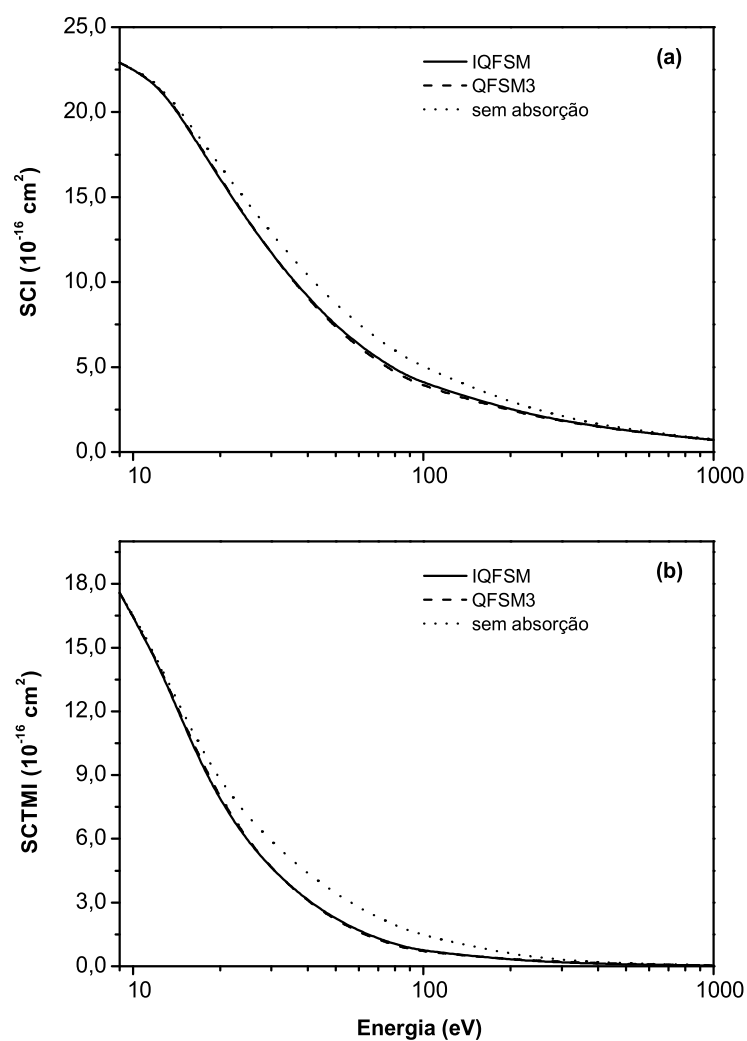 25,0
(a)
IQFSM
QFSM3
sem absorção
20,0
15,0
10,0
5,0
0,0
SCI (10⁻¹⁶ cm²)
10
100
1000
(b)
IQFSM
QFSM3
sem absorção
18,0
15,0
12,0
9,0
6,0
3,0
0,0
SCTMI (10⁻¹⁶ cm²)
10
100
1000
Energia (eV)